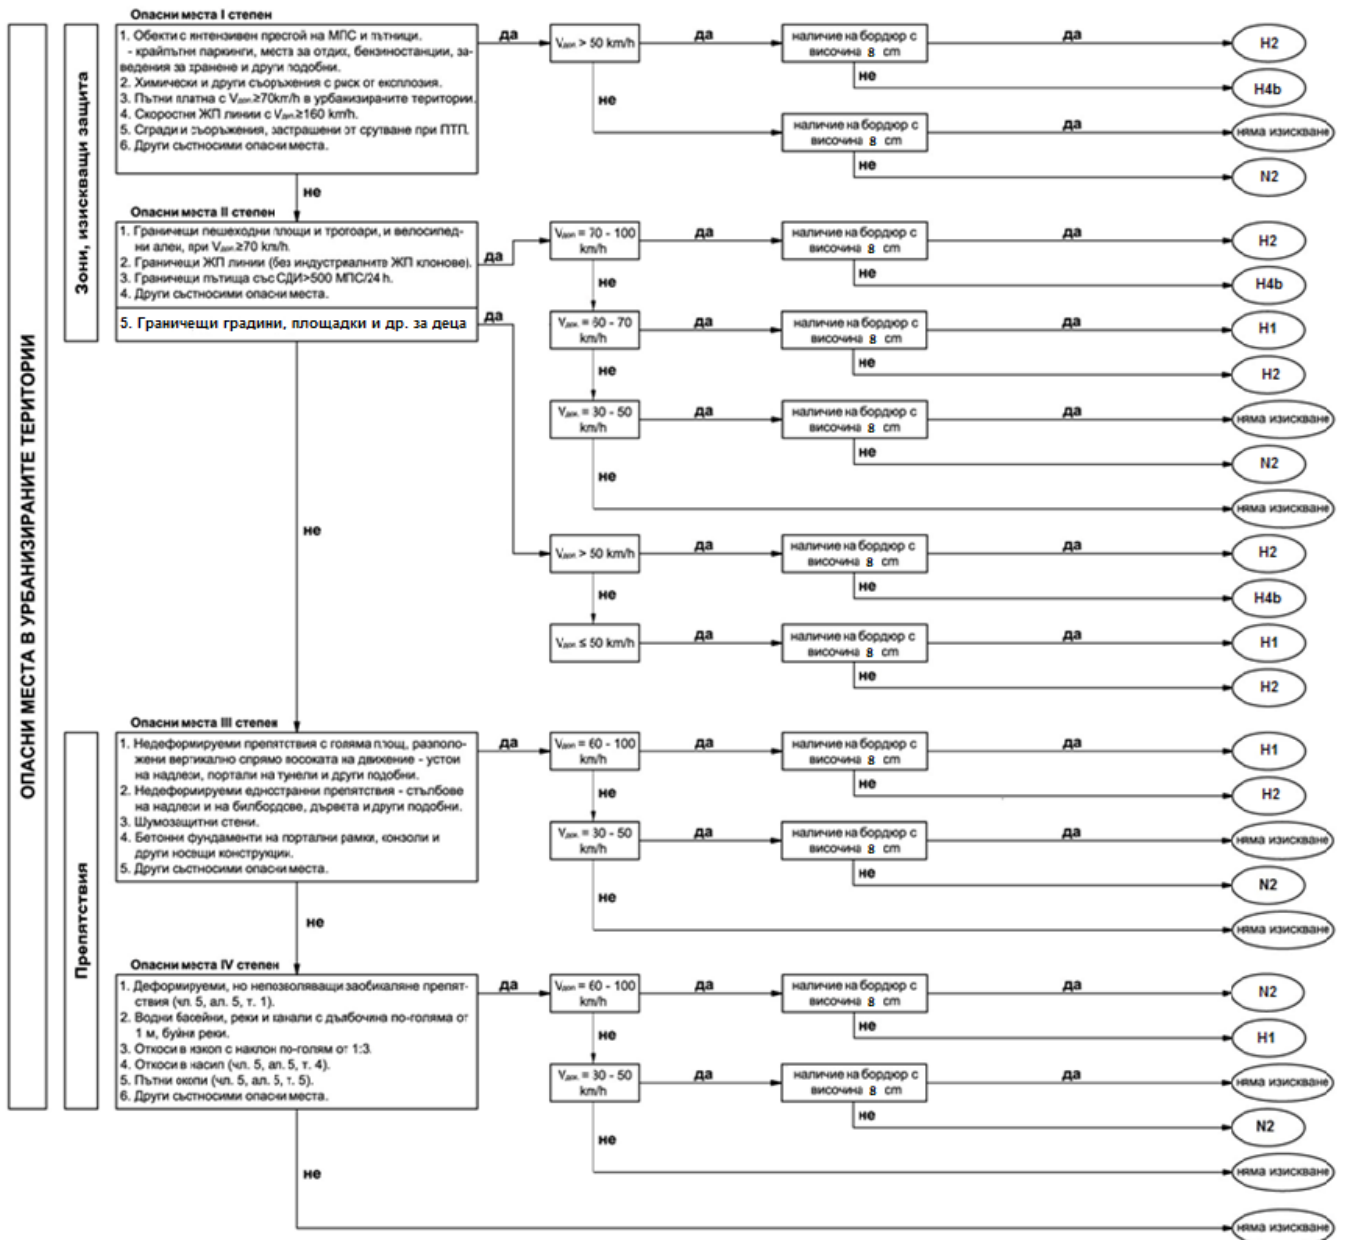 ОПАСНИ МЕСТА В УРБАНИЗИРАНИТЕ ТЕРИТОРИИ
Зони, изискващи защита
Опасни места I степен
1. Обекти с интензивен престой на МПС и пътници.
- крайпътни паркинги, места за отдих, бензиностанции, за-
ведения за хранене и други подобни.
2. Химически и други съоръжения с риск от експлозия.
3. Пътни платна с Vдоп.≥70km/h в урбанизираните територии.
4. Скоростни ЖП линии с Vдоп.≥160 km/h.
5. Сгради и съоръжения, застрашени от срутване при ПТП.
6. Други съотносими опасни места.
да
Vдоп. > 50 km/h
да
наличие на бордюр с
височина 8 cm
да
H2
не
H4b
не
наличие на бордюр с
височина 8 cm
да
няма изискване
не
N2
не
Опасни места II степен
1. Граничещи пешеходни площи и тротоари, и велосипед-
ни алеи, при Vдоп.≥70 km/h.
2. Граничещи ЖП линии (без индустриалните ЖП клонове).
3. Граничещи пътища със СДИ>500 МПС/24 h.
4. Други съотносими опасни места.
5. Граничещи градини, площадки и др. за деца
да
да
Vдоп. = 70 - 100
km/h
да
наличие на бордюр с
височина 8 cm
да
H2
не
H4b
не
Vдоп. = 60 - 70
km/h
да
наличие на бордюр с
височина 8 cm
да
H1
не
H2
не
Vдоп. = 30 - 50
km/h
да
наличие на бордюр с
височина 8 cm
да
няма изискване
не
N2
не
няма изискване
не
Vдоп. > 50 km/h
да
наличие на бордюр с
височина 8 cm
да
H2
не
H4b
не
Vдоп. ≤ 50 km/h
да
наличие на бордюр с
височина 8 cm
да
H1
не
H2
Препятствия
Опасни места III степен
1. Недеформируеми препятствия с голяма площ, разполо-
жени вертикално спрямо посоката на движение - устои
на надлези, портали на тунели и други подобни.
2. Недеформируеми едностранни препятствия - стълбове
на надлези и на билбордове, дървета и други подобни.
3. Шумозащитни стени.
4. Бетонни фундаменти на портални рамки, конзоли и
други носещи конструкции.
5. Други съотносими опасни места.
да
Vдоп. = 60 - 100
km/h
да
наличие на бордюр с
височина 8 cm
да
H1
не
H2
не
Vдоп. = 30 - 50
km/h
да
наличие на бордюр с
височина 8 cm
да
няма изискване
не
N2
не
няма изискване
не
Опасни места IV степен
1. Деформируеми, но непозволяващи заобикаляне препят-
ствия (чл. 5, ал. 5, т. 1).
2. Водни басейни, реки и канали с дълбочина по-голяма от
1 м, буйни реки.
3. Откоси в изкоп с наклон по-голям от 1:3.
4. Откоси в насип (чл. 5, ал. 5, т. 4).
5. Пътни окопи (чл. 5, ал. 5, т. 5).
6. Други съотносими опасни места.
да
Vдоп. = 60 - 100
km/h
да
наличие на бордюр с
височина 8 cm
да
N2
не
H1
не
Vдоп. = 30 - 50
km/h
да
наличие на бордюр с
височина 8 cm
да
няма изискване
не
N2
не
няма изискване
не
няма изискване